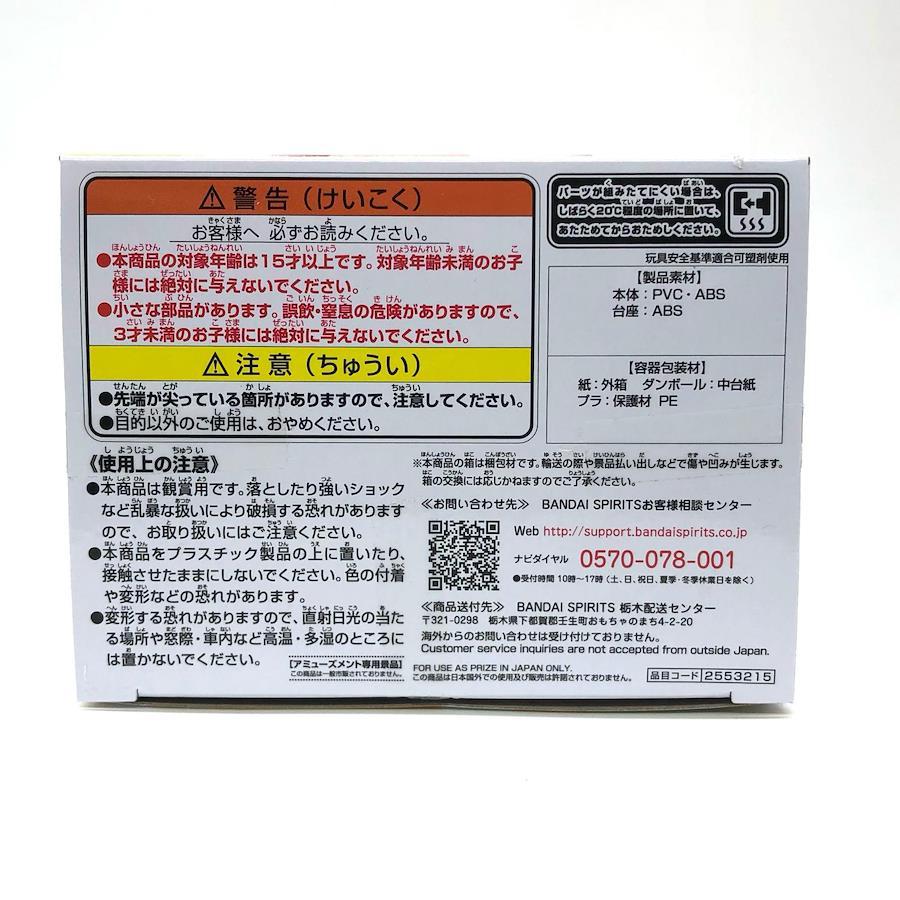 ⚠警告（けいこく）
お客様へ 必ずお読みください。
●本商品の対象年齢は15才以上です。対象年齢未満のお子
様には絶対に与えないでください。
●小さな部品があります。誤飲・窒息の危険がありますので、
3才未満のお子様には絶対に与えないでください。
⚠注意（ちゅうい）
●先端が尖っている箇所がありますので、注意してください。
●目的以外のご使用は、おやめください。
《使用上の注意》
●本商品は観賞用です。落としたり強いショック
など乱暴な扱いにより破損する恐れがあります
ので、お取り扱いにはご注意ください。
●本商品をプラスチック製品の上に置いたり、
接触させたままにしないでください。色の付着
や変形などの恐れがあります。
●変形する恐れがありますので、直射日光の当た
る場所や窓際・車内など高温・多湿のところに
は置かないでください。
【アミューズメント専用景品】
この商品は一般市販されておりません。
パーツが組みたてにくい場合は、
しばらく20℃程度の場所に置いて、
あたためてからおためしください。
玩具安全基準適合可塑剤使用
【製品素材】
本体：PVC・ABS
台座：ABS
【容器包装材】
紙：外箱 ダンボール：中台紙
プラ：保護材 PE
※本商品の箱は梱包材です。輸送の際や景品払い出しなどで傷や凹みが生じます。
箱の交換には応じかねますのでご了承ください。
《お問い合わせ先》 BANDAI SPIRITSお客様相談センター
Web http://support.bandaispirits.co.jp
ナビダイヤル 0570-078-001
●受付時間 10時〜17時（土、日、祝日、夏季・冬季休業日を除く）
《商品送付先》 BANDAI SPIRITS 栃木配送センター
〒321-0298 栃木県下都賀郡壬生町おもちゃのまち4-2-20
海外からのお問い合わせは受け付けておりません。
Customer service inquiries are not accepted from outside Japan.
FOR USE AS PRIZE IN JAPAN ONLY.
この商品は日本国外での使用及び販売は許諾されておりません。
品目コード 2553215